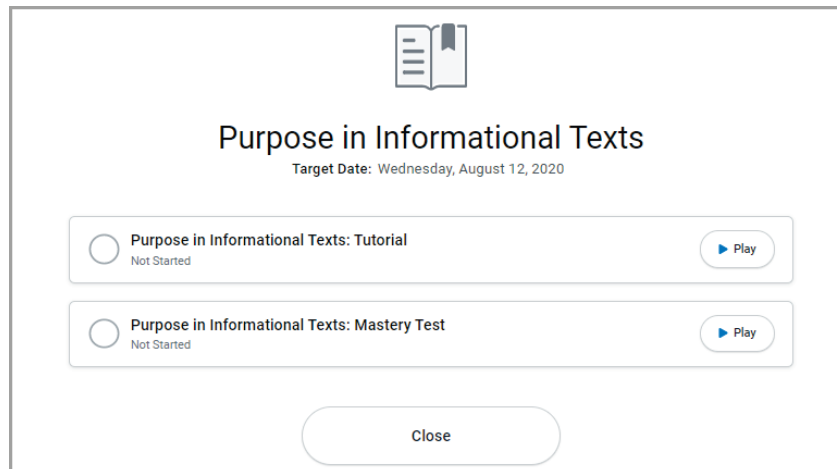 Purpose in Informational Texts
Target Date: Wednesday, August 12, 2020
Purpose in Informational Texts: Tutorial
Not Started
Play
Purpose in Informational Texts: Mastery Test
Not Started
Play
Close